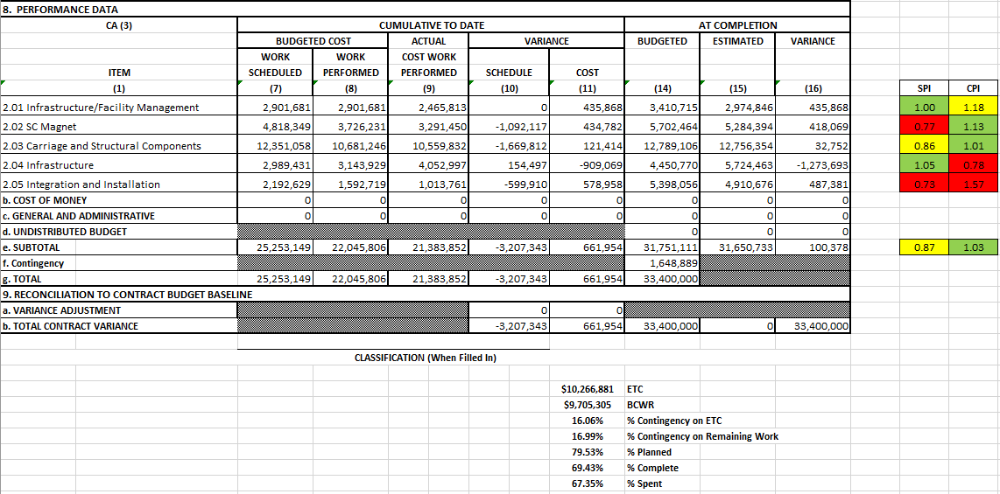 8. PERFORMANCE DATA
CA (3) CUMULATIVE TO DATE AT COMPLETION
BUDGETED COST ACTUAL VARIANCE BUDGETED ESTIMATED VARIANCE
WORK WORK COST WORK
ITEM SCHEDULED PERFORMED PERFORMED SCHEDULE COST
(1) (7) (8) (9) (10) (11) (14) (15) (16) SPI CPI
2.01 Infrastructure/Facility Management 2,901,681 2,901,681 2,465,813 0 435,868 3,410,715 2,974,846 435,868 1.00 1.18
2.02 SC Magnet 4,818,349 3,726,231 3,291,450 -1,092,117 434,782 5,702,464 5,284,394 418,069 0.77 1.13
2.03 Carriage and Structural Components 12,351,058 10,681,246 10,559,832 -1,669,812 121,414 12,789,106 12,756,354 32,752 0.86 1.01
2.04 Infrastructure 2,989,431 3,143,929 4,052,997 154,497 -909,069 4,450,770 5,724,463 -1,273,693 1.05 0.78
2.05 Integration and Installation 2,192,629 1,592,719 1,013,761 -599,910 578,958 5,398,056 4,910,676 487,381 0.73 1.57
b. COST OF MONEY 0 0 0 0 0 0 0 0
c. GENERAL AND ADMINISTRATIVE 0 0 0 0 0 0 0 0
d. UNDISTRIBUTED BUDGET 0 0 0
e. SUBTOTAL 25,253,149 22,045,806 21,383,852 -3,207,343 661,954 31,751,111 31,650,733 100,378 0.87 1.03
f. Contingency 1,648,889
g. TOTAL 25,253,149 22,045,806 21,383,852 -3,207,343 661,954 33,400,000
9. RECONCILIATION TO CONTRACT BUDGET BASELINE
a. VARIANCE ADJUSTMENT 0 0
b. TOTAL CONTRACT VARIANCE -3,207,343 661,954 33,400,000 0 33,400,000
CLASSIFICATION (When Filled In)
$10,266,881 ETC
$9,705,305 BCWR
16.06% % Contingency on ETC
16.99% % Contingency on Remaining Work
79.53% % Planned
69.43% % Complete
67.35% % Spent